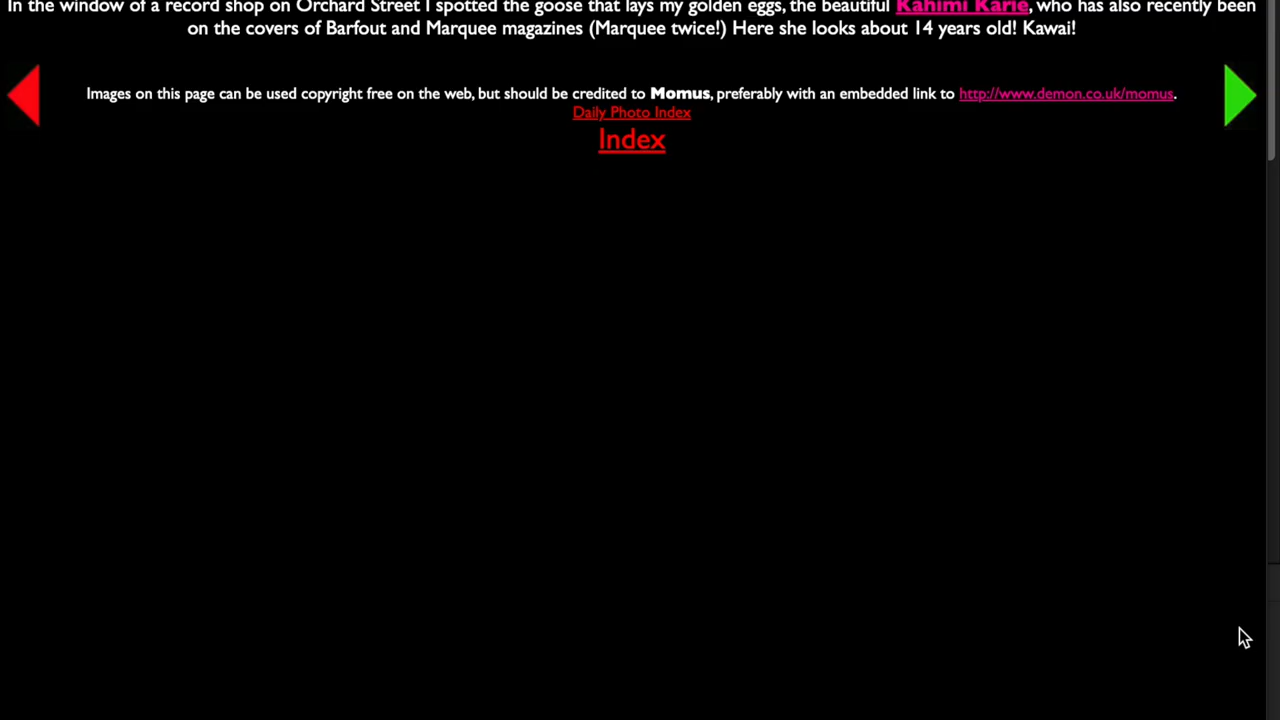 In the window of a record shop on Orchard Street I spotted the goose that lays my golden eggs, the beautiful Kahimi Karie, who has also recently been
on the covers of Barfout and Marquee magazines (Marquee twice!) Here she looks about 14 years old! Kawai!
Images on this page can be used copyright free on the web, but should be credited to Momus, preferably with an embedded link to http://www.demon.co.uk/momus.
Daily Photo Index
Index